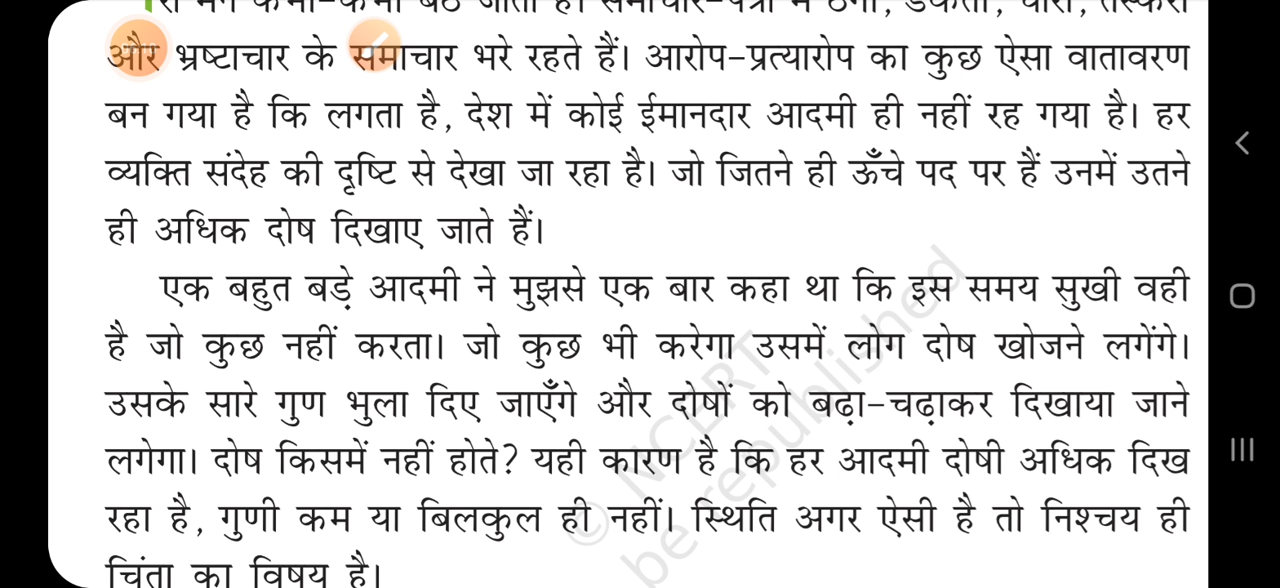 और भ्रष्टाचार के समाचार भरे रहते हैं। आरोप-प्रत्यारोप का कुछ ऐसा वातावरण
बन गया है कि लगता है, देश में कोई ईमानदार आदमी ही नहीं रह गया है। हर
व्यक्ति संदेह की दृष्टि से देखा जा रहा है। जो जितने ही ऊँचे पद पर हैं उनमें उतने
ही अधिक दोष दिखाए जाते हैं।
एक बहुत बड़े आदमी ने मुझसे एक बार कहा था कि इस समय सुखी वही
है जो कुछ नहीं करता। जो कुछ भी करेगा उसमें लोग दोष खोजने लगेंगे।
उसके सारे गुण भुला दिए जाएँगे और दोषों को बढ़ा-चढ़ाकर दिखाया जाने
लगेगा। दोष किसमें नहीं होते? यही कारण है कि हर आदमी दोषी अधिक दिख
रहा है, गुणी कम या बिलकुल ही नहीं। स्थिति अगर ऐसी है तो निश्चय ही
चिंता का विषय है।
© NCERT
be republished